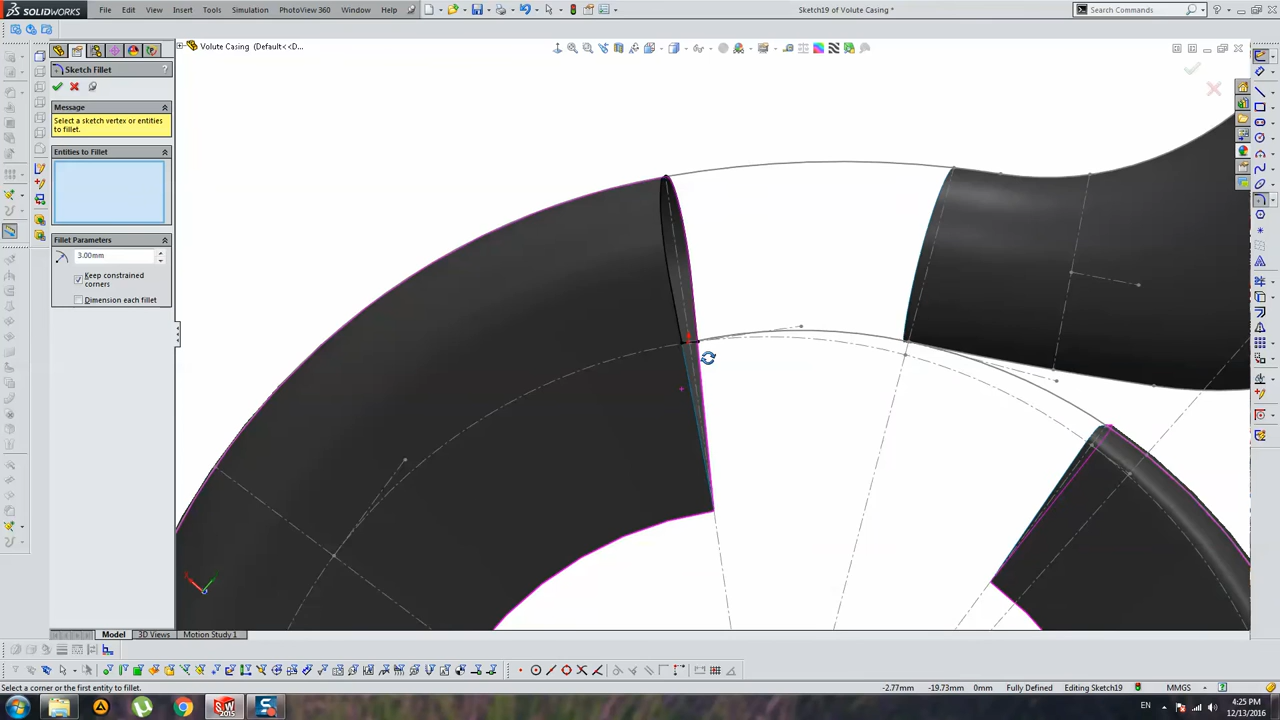 SOLIDWORKS
File
Edit
View
Insert
Tools
Simulation
PhotoView 360
Window
Help
Sketch19 of Volute Casing *
Search Commands
Volute Casing (Default<<D...
Sketch Fillet
?
Message
Select a sketch vertex or entities
to fillet.
Entities to Fillet
Fillet Parameters
3.00mm
Keep constrained
corners
Dimension each fillet
Model
3D Views
Motion Study 1
Select a corner or the first entity to fillet.
-2.77mm
-19.73mm
0mm
Fully Defined
Editing Sketch19
MMGS
EN
4:25 PM
12/13/2016